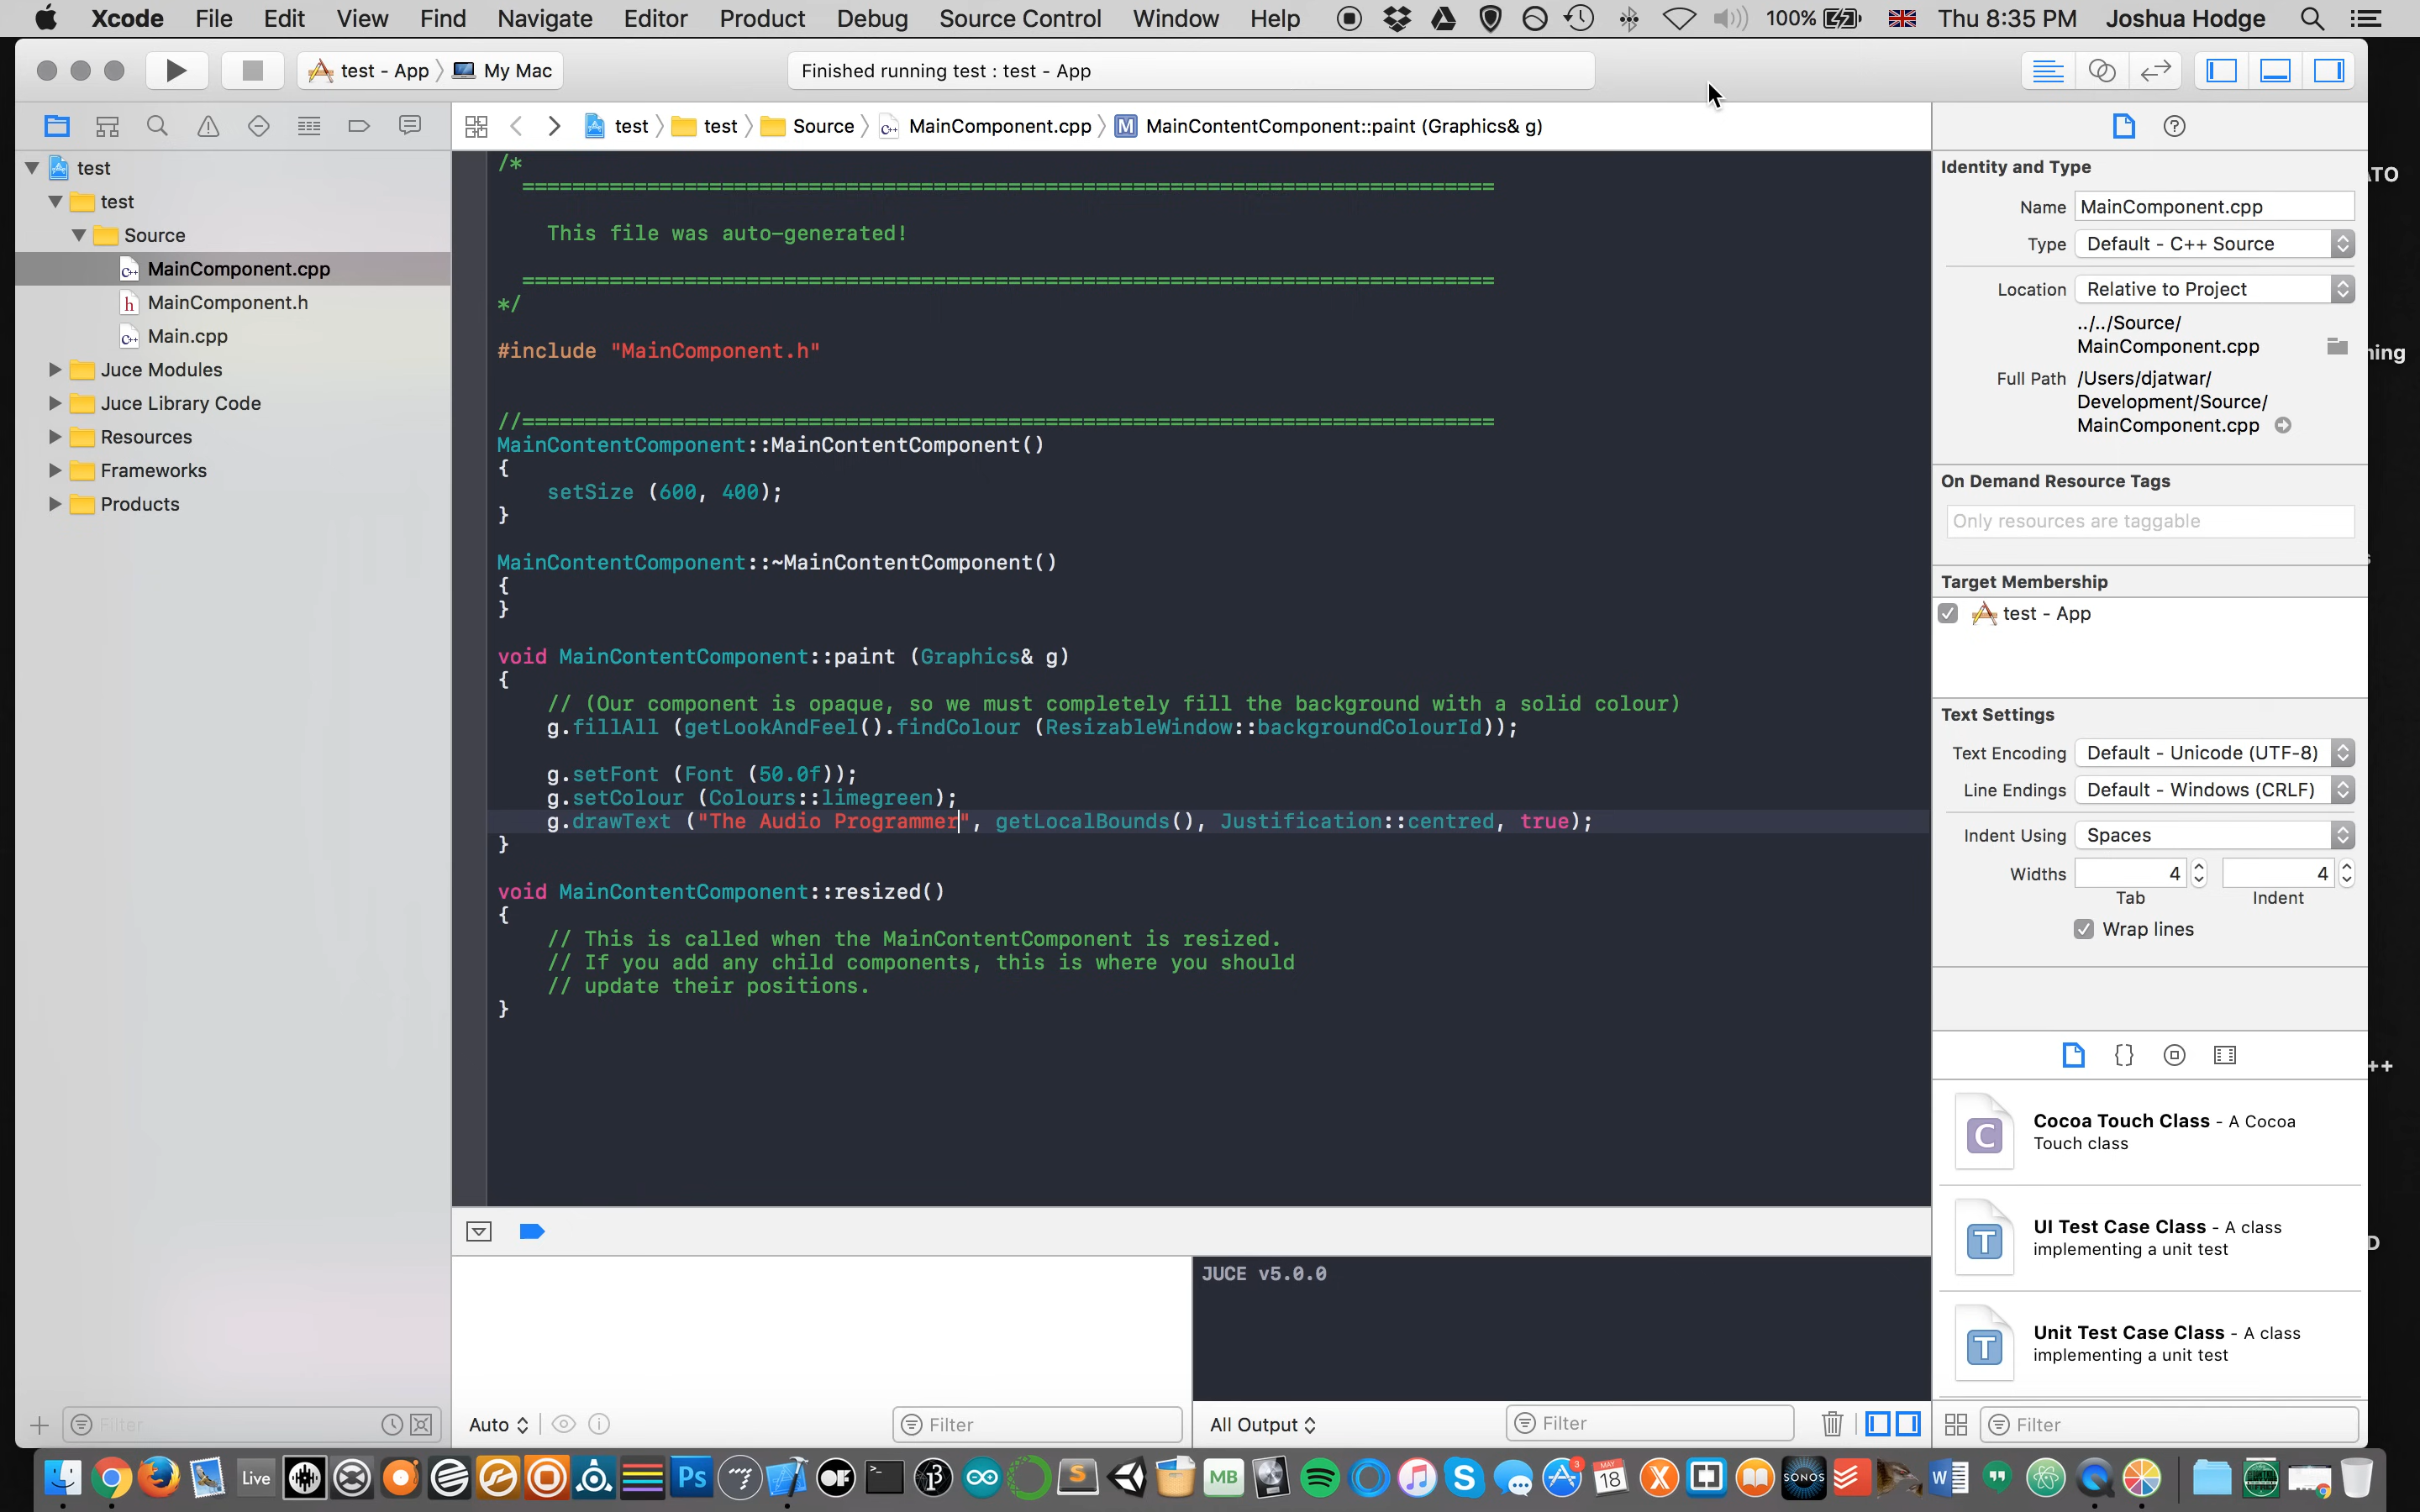 Xcode File Edit View Find Navigate Editor Product Debug Source Control Window Help 100% Thu 8:35 PM Joshua Hodge
test - App My Mac Finished running test : test - App
test test Source MainComponent.cpp M MainContentComponent::paint (Graphics& g)
test
test
Source
MainComponent.cpp
MainComponent.h
Main.cpp
Juce Modules
Juce Library Code
Resources
Frameworks
Products
Filter
/*
==============================================================================
This file was auto-generated!
==============================================================================
*/
#include "MainComponent.h"
//==============================================================================
MainContentComponent::MainContentComponent()
{
setSize (600, 400);
}
MainContentComponent::~MainContentComponent()
{
}
void MainContentComponent::paint (Graphics& g)
{
// (Our component is opaque, so we must completely fill the background with a solid colour)
g.fillAll (getLookAndFeel().findColour (ResizableWindow::backgroundColourId));
g.setFont (Font (50.0f));
g.setColour (Colours::limegreen);
g.drawText ("The Audio Programmer", getLocalBounds(), Justification::centred, true);
}
void MainContentComponent::resized()
{
// This is called when the MainContentComponent is resized.
// If you add any child components, this is where you should
// update their positions.
}
Auto Filter
JUCE v5.0.0
All Output Filter
Identity and Type
Name MainComponent.cpp
Type Default - C++ Source
Location Relative to Project
../../Source/
MainComponent.cpp
Full Path /Users/djatwar/
Development/Source/
MainComponent.cpp
On Demand Resource Tags
Only resources are taggable
Target Membership
test - App
Text Settings
Text Encoding Default - Unicode (UTF-8)
Line Endings Default - Windows (CRLF)
Indent Using Spaces
Widths 4 4
Tab Indent
Wrap lines
{}
C Cocoa Touch Class - A Cocoa
Touch class
T UI Test Case Class - A class
implementing a unit test
T Unit Test Case Class - A class
implementing a unit test
Filter
TO
ning
++
D
Live Ps MB 3 MAY 18 SONOS W